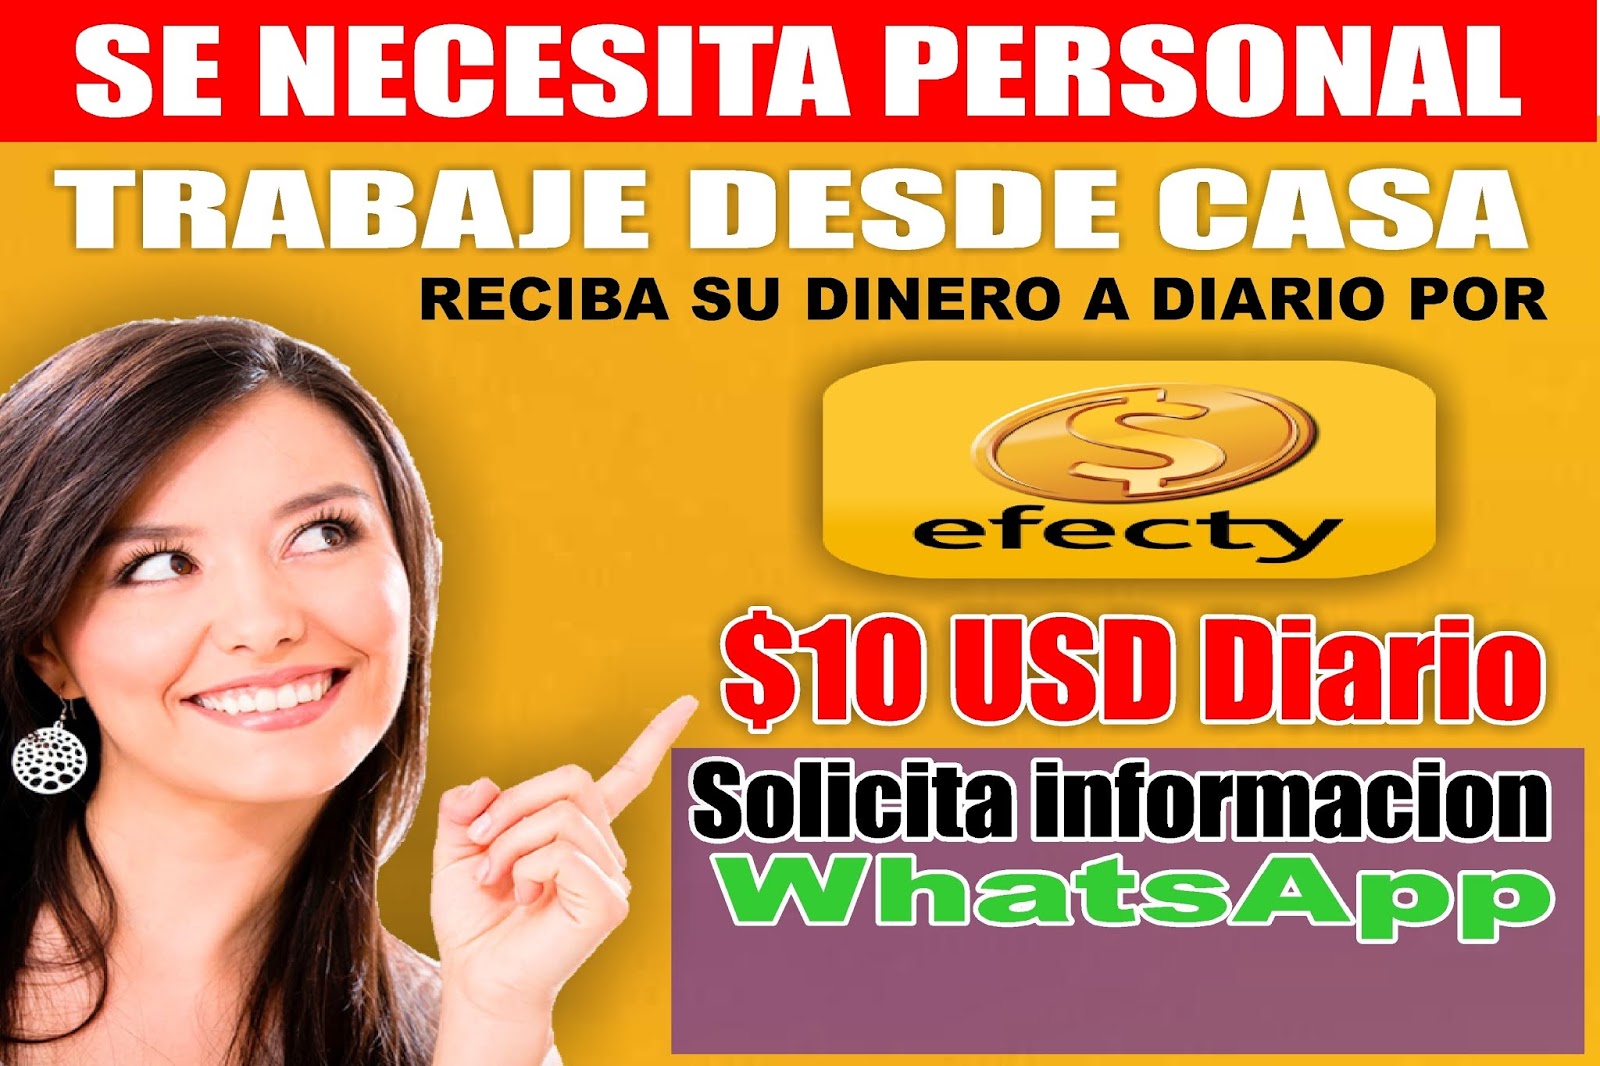 SE NECESITA PERSONAL
TRABAJE DESDE CASA
RECIBA SU DINERO A DIARIO POR
$
efecty
$10 USD Diario
Solicita informacion
WhatsApp